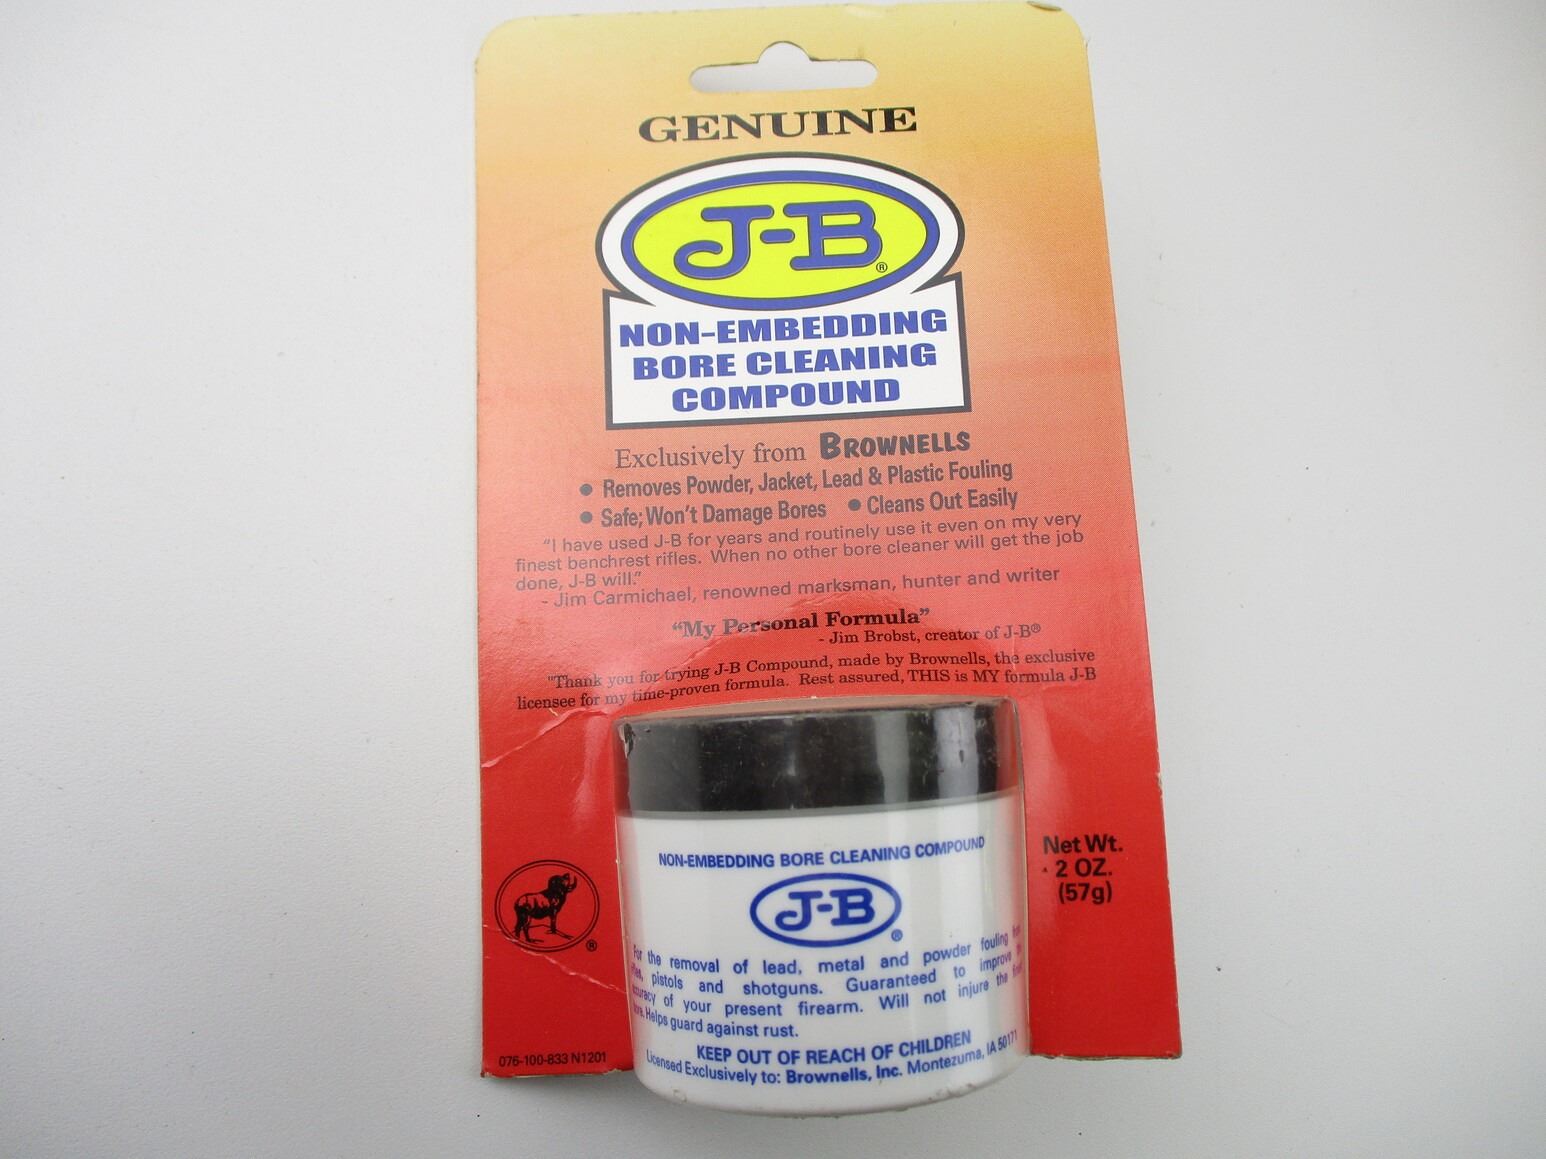 GENUINE
J-B®
NON-EMBEDDING
BORE CLEANING
COMPOUND
Exclusively from BROWNELLS
● Removes Powder, Jacket, Lead & Plastic Fouling
● Safe; Won't Damage Bores ● Cleans Out Easily
"I have used J-B for years and routinely use it even on my very
finest benchrest rifles. When no other bore cleaner will get the job
done, J-B will."
- Jim Carmichael, renowned marksman, hunter and writer
"My Personal Formula"
- Jim Brobst, creator of J-B®
"Thank you for trying J-B Compound, made by Brownells, the exclusive
licensee for my time-proven formula. Rest assured, THIS is MY formula J-B
NON-EMBEDDING BORE CLEANING COMPOUND
J-B®
For the removal of lead, metal and powder fouling
pistols and shotguns. Guaranteed to improve
of your present firearm. Will not injure the
Helps guard against rust.
KEEP OUT OF REACH OF CHILDREN
Licensed Exclusively to: Brownells, Inc. Montezuma, IA 50171
Net Wt.
2 OZ.
(57g)
®
076-100-833 N1201